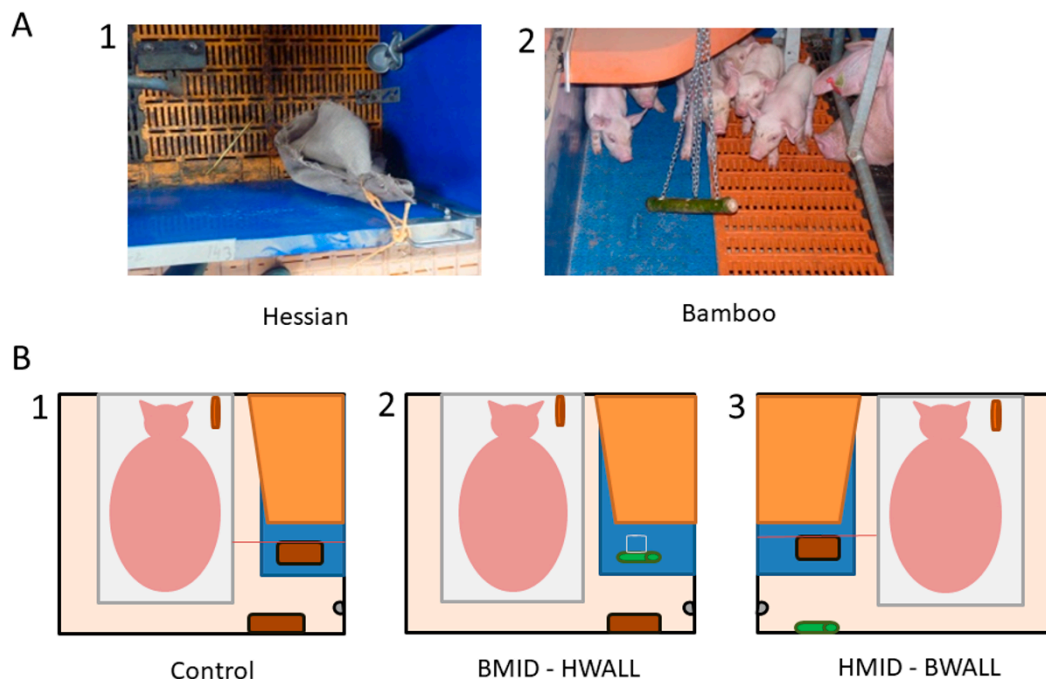 A
1
2
Hessian
Bamboo
B
1
2
3
Control
BMID - HWALL
HMID - BWALL